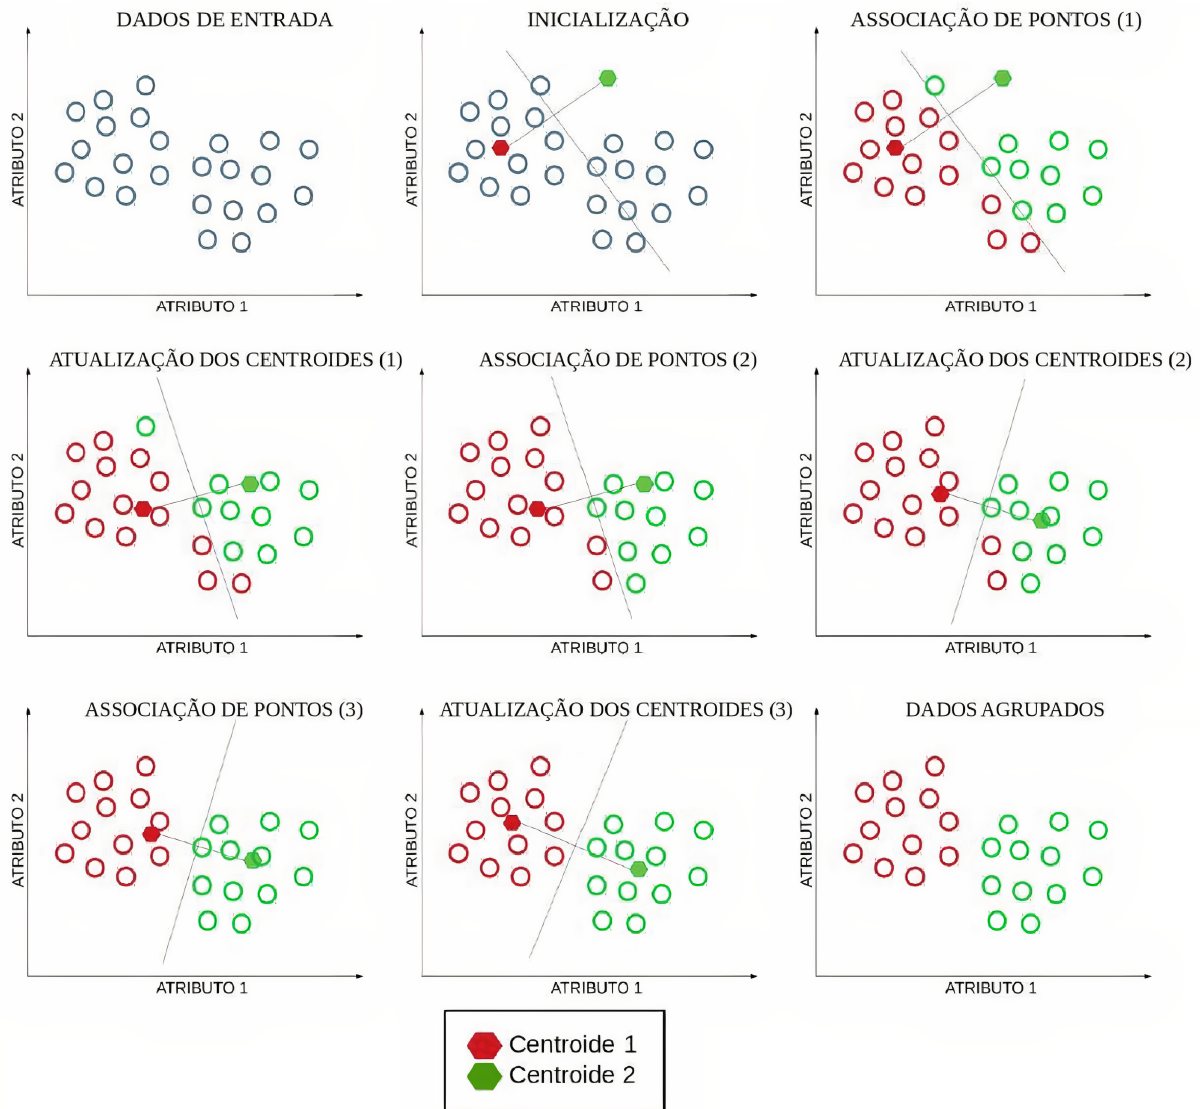 DADOS DE ENTRADA
ATRIBUTO 2
ATRIBUTO 1
INICIALIZAÇÃO
ATRIBUTO 2
ATRIBUTO 1
ASSOCIAÇÃO DE PONTOS (1)
ATRIBUTO 2
ATRIBUTO 1
ATUALIZAÇÃO DOS CENTROIDES (1)
ATRIBUTO 2
ATRIBUTO 1
ASSOCIAÇÃO DE PONTOS (2)
ATRIBUTO 2
ATRIBUTO 1
ATUALIZAÇÃO DOS CENTROIDES (2)
ATRIBUTO 2
ATRIBUTO 1
ASSOCIAÇÃO DE PONTOS (3)
ATRIBUTO 2
ATRIBUTO 1
ATUALIZAÇÃO DOS CENTROIDES (3)
ATRIBUTO 2
ATRIBUTO 1
DADOS AGRUPADOS
ATRIBUTO 2
ATRIBUTO 1
Centroide 1
Centroide 2